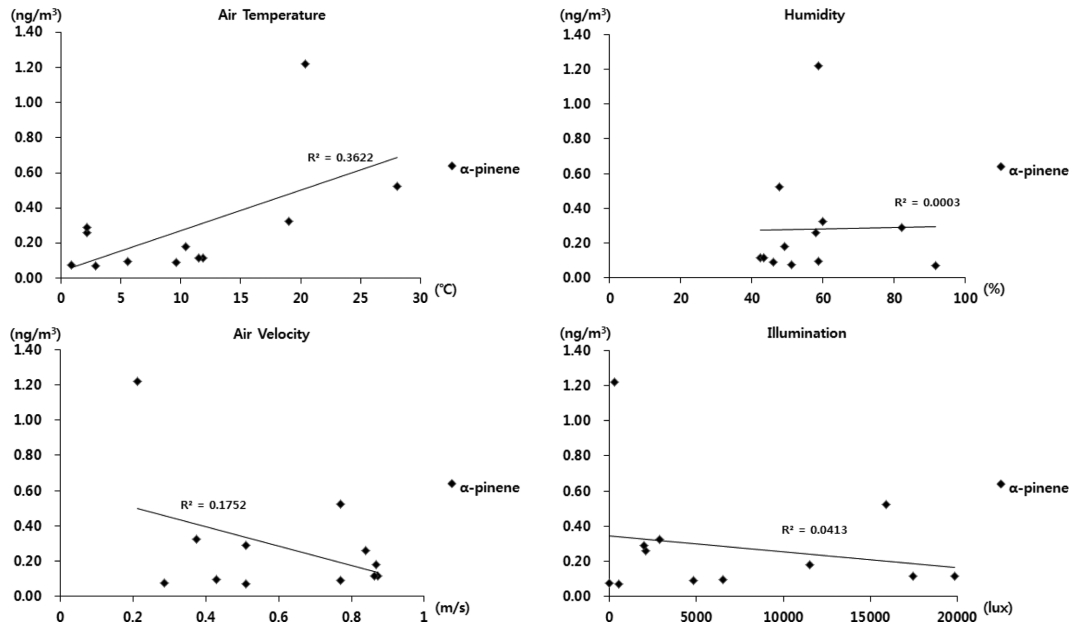 (ng/m³) Air Temperature
1.40
1.20
1.00
0.80
0.60
0.40
0.20
0.00
R² = 0.3622
◆ α-pinene
0 5 10 15 20 25 30 (℃)
(ng/m³) Humidity
1.40
1.20
1.00
0.80
0.60
0.40
0.20
0.00
R² = 0.0003
◆ α-pinene
0 20 40 60 80 100 (%)
(ng/m³) Air Velocity
1.40
1.20
1.00
0.80
0.60
0.40
0.20
0.00
R² = 0.1752
◆ α-pinene
0 0.2 0.4 0.6 0.8 1 (m/s)
(ng/m³) Illumination
1.40
1.20
1.00
0.80
0.60
0.40
0.20
0.00
R² = 0.0413
◆ α-pinene
0 5000 10000 15000 20000 (lux)